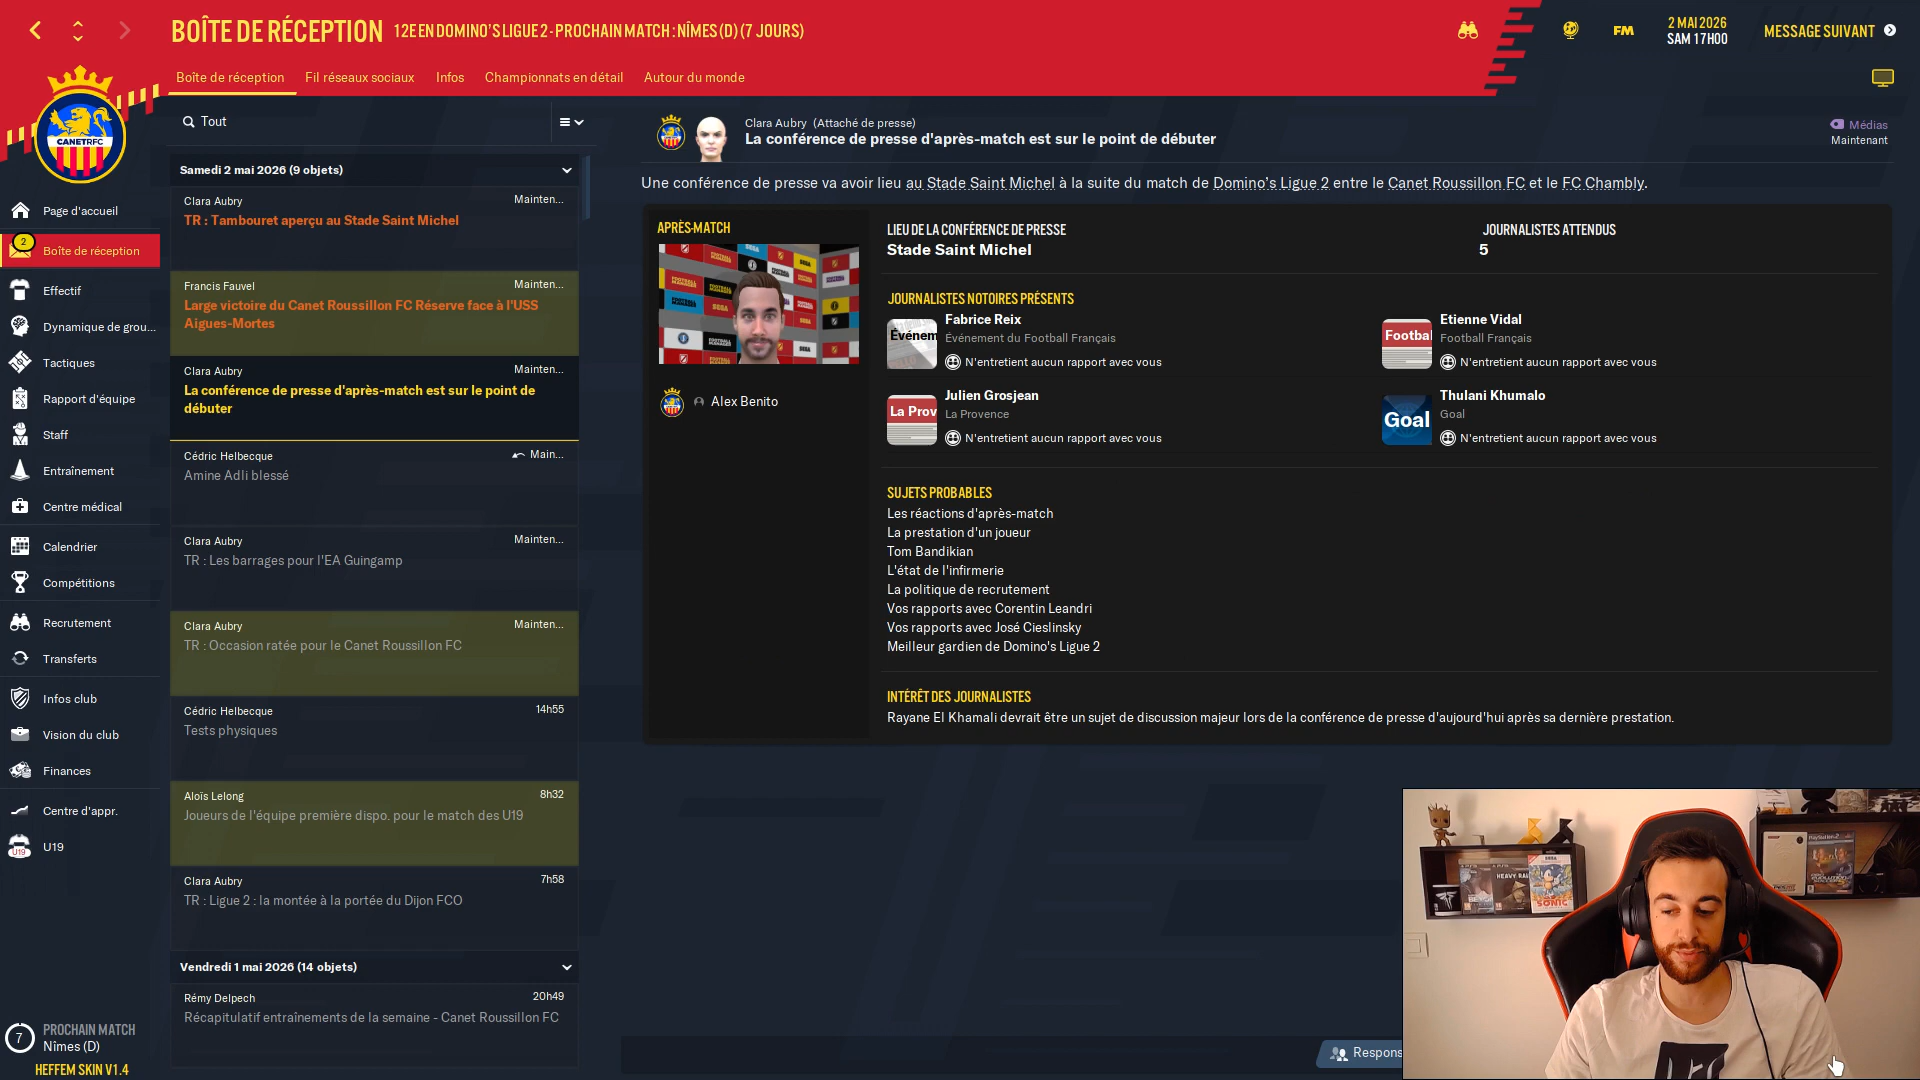 BOÎTE DE RÉCEPTION
12E EN DOMINO'S LIGUE 2 - PROCHAIN MATCH : NÎMES (D) (7 JOURS)
FM
2 MAI 2026
SAM 17H00
MESSAGE SUIVANT
Boîte de réception
Fil réseaux sociaux
Infos
Championnats en détail
Autour du monde
CANETRFC
Page d'accueil
2
Boîte de réception
Effectif
Dynamique de grou...
Tactiques
Rapport d'équipe
Staff
Entraînement
Centre médical
Calendrier
Compétitions
Recrutement
Transferts
Infos club
Vision du club
Finances
Centre d'appr.
U19
U19
7
PROCHAIN MATCH
Nîmes (D)
HEFFEM SKIN V1.4
Tout
Samedi 2 mai 2026 (9 objets)
Clara Aubry
Mainten...
TR : Tambouret aperçu au Stade Saint Michel
Francis Fauvel
Mainten...
Large victoire du Canet Roussillon FC Réserve face à l'USS
Aigues-Mortes
Clara Aubry
Mainten...
La conférence de presse d'après-match est sur le point de
débuter
Cédric Helbecque
Main...
Amine Adli blessé
Clara Aubry
Mainten...
TR : Les barrages pour l'EA Guingamp
Clara Aubry
Mainten...
TR : Occasion ratée pour le Canet Roussillon FC
Cédric Helbecque
14h55
Tests physiques
Aloïs Lelong
8h32
Joueurs de l'équipe première dispo. pour le match des U19
Clara Aubry
7h58
TR : Ligue 2 : la montée à la portée du Dijon FCO
Vendredi 1 mai 2026 (14 objets)
Rémy Delpech
20h49
Récapitulatif entraînements de la semaine - Canet Roussillon FC
Clara Aubry (Attaché de presse)
La conférence de presse d'après-match est sur le point de débuter
Médias
Maintenant
Une conférence de presse va avoir lieu au Stade Saint Michel à la suite du match de Domino's Ligue 2 entre le Canet Roussillon FC et le FC Chambly.
APRÈS-MATCH
Alex Benito
LIEU DE LA CONFÉRENCE DE PRESSE
Stade Saint Michel
JOURNALISTES ATTENDUS
5
JOURNALISTES NOTOIRES PRÉSENTS
Événem
Fabrice Reix
Événement du Football Français
N'entretient aucun rapport avec vous
Footbal
Etienne Vidal
Football Français
N'entretient aucun rapport avec vous
La Prov
Julien Grosjean
La Provence
N'entretient aucun rapport avec vous
Goal
Thulani Khumalo
Goal
N'entretient aucun rapport avec vous
SUJETS PROBABLES
Les réactions d'après-match
La prestation d'un joueur
Tom Bandikian
L'état de l'infirmerie
La politique de recrutement
Vos rapports avec Corentin Leandri
Vos rapports avec José Cieslinsky
Meilleur gardien de Domino's Ligue 2
INTÉRÊT DES JOURNALISTES
Rayane El Khamali devrait être un sujet de discussion majeur lors de la conférence de presse d'aujourd'hui après sa dernière prestation.
Respons
HEAVY RAI
SONIC